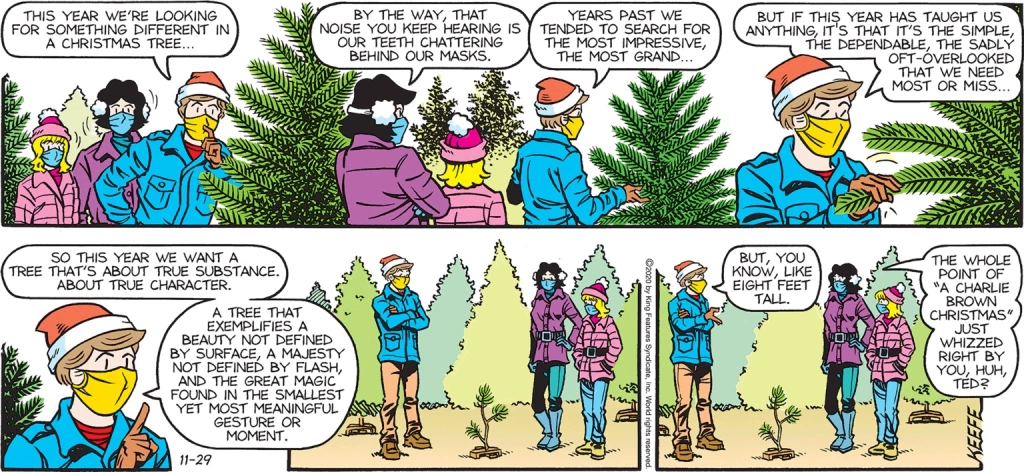 THIS YEAR WE'RE LOOKING
FOR SOMETHING DIFFERENT IN
A CHRISTMAS TREE...
BY THE WAY, THAT
NOISE YOU KEEP HEARING IS
OUR TEETH CHATTERING
BEHIND OUR MASKS.
YEARS PAST WE
TENDED TO SEARCH FOR
THE MOST IMPRESSIVE,
THE MOST GRAND...
BUT IF THIS YEAR HAS TAUGHT US
ANYTHING, IT'S THAT IT'S THE SIMPLE,
THE DEPENDABLE, THE SADLY
OFT-OVERLOOKED
THAT WE NEED
MOST OR MISS...
SO THIS YEAR WE WANT A
TREE THAT'S ABOUT TRUE SUBSTANCE.
ABOUT TRUE CHARACTER.
A TREE THAT
EXEMPLIFIES A
BEAUTY NOT DEFINED
BY SURFACE, A MAJESTY
NOT DEFINED BY FLASH,
AND THE GREAT MAGIC
FOUND IN THE SMALLEST
YET MOST MEANINGFUL
GESTURE OR
MOMENT.
11-29
©2020 by King Features Syndicate, Inc. World rights reserved.
BUT, YOU
KNOW, LIKE
EIGHT FEET
TALL.
THE WHOLE
POINT OF
"A CHARLIE
BROWN
CHRISTMAS"
JUST
WHIZZED
RIGHT BY
YOU, HUH,
TED?
KEEFE